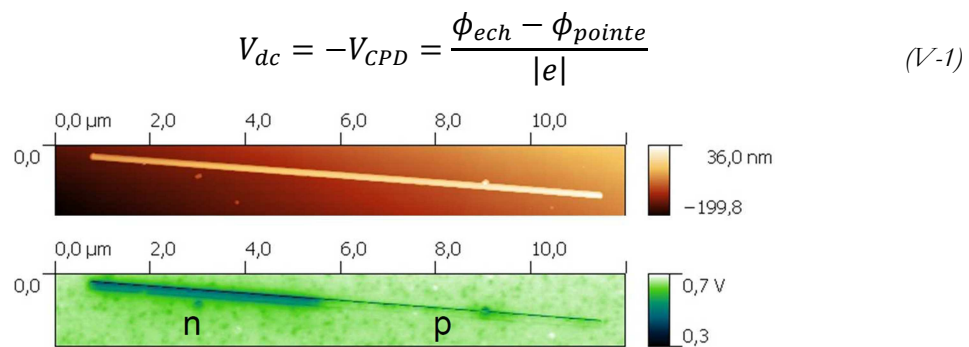 V_{dc} = -V_{CPD} = \frac{\phi_{ech} - \phi_{pointe}}{|e|} (V-1)
0,0 µm 2,0 4,0 6,0 8,0 10,0
0,0
36,0 nm
-199,8
0,0 µm 2,0 4,0 6,0 8,0 10,0
0,0
0,7 V
n p
0,3